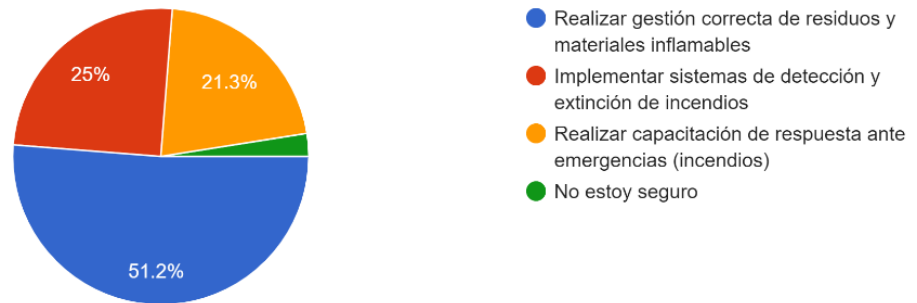 25%
21.3%
51.2%
Realizar gestión correcta de residuos y
materiales inflamables
Implementar sistemas de detección y
extinción de incendios
Realizar capacitación de respuesta ante
emergencias (incendios)
No estoy seguro